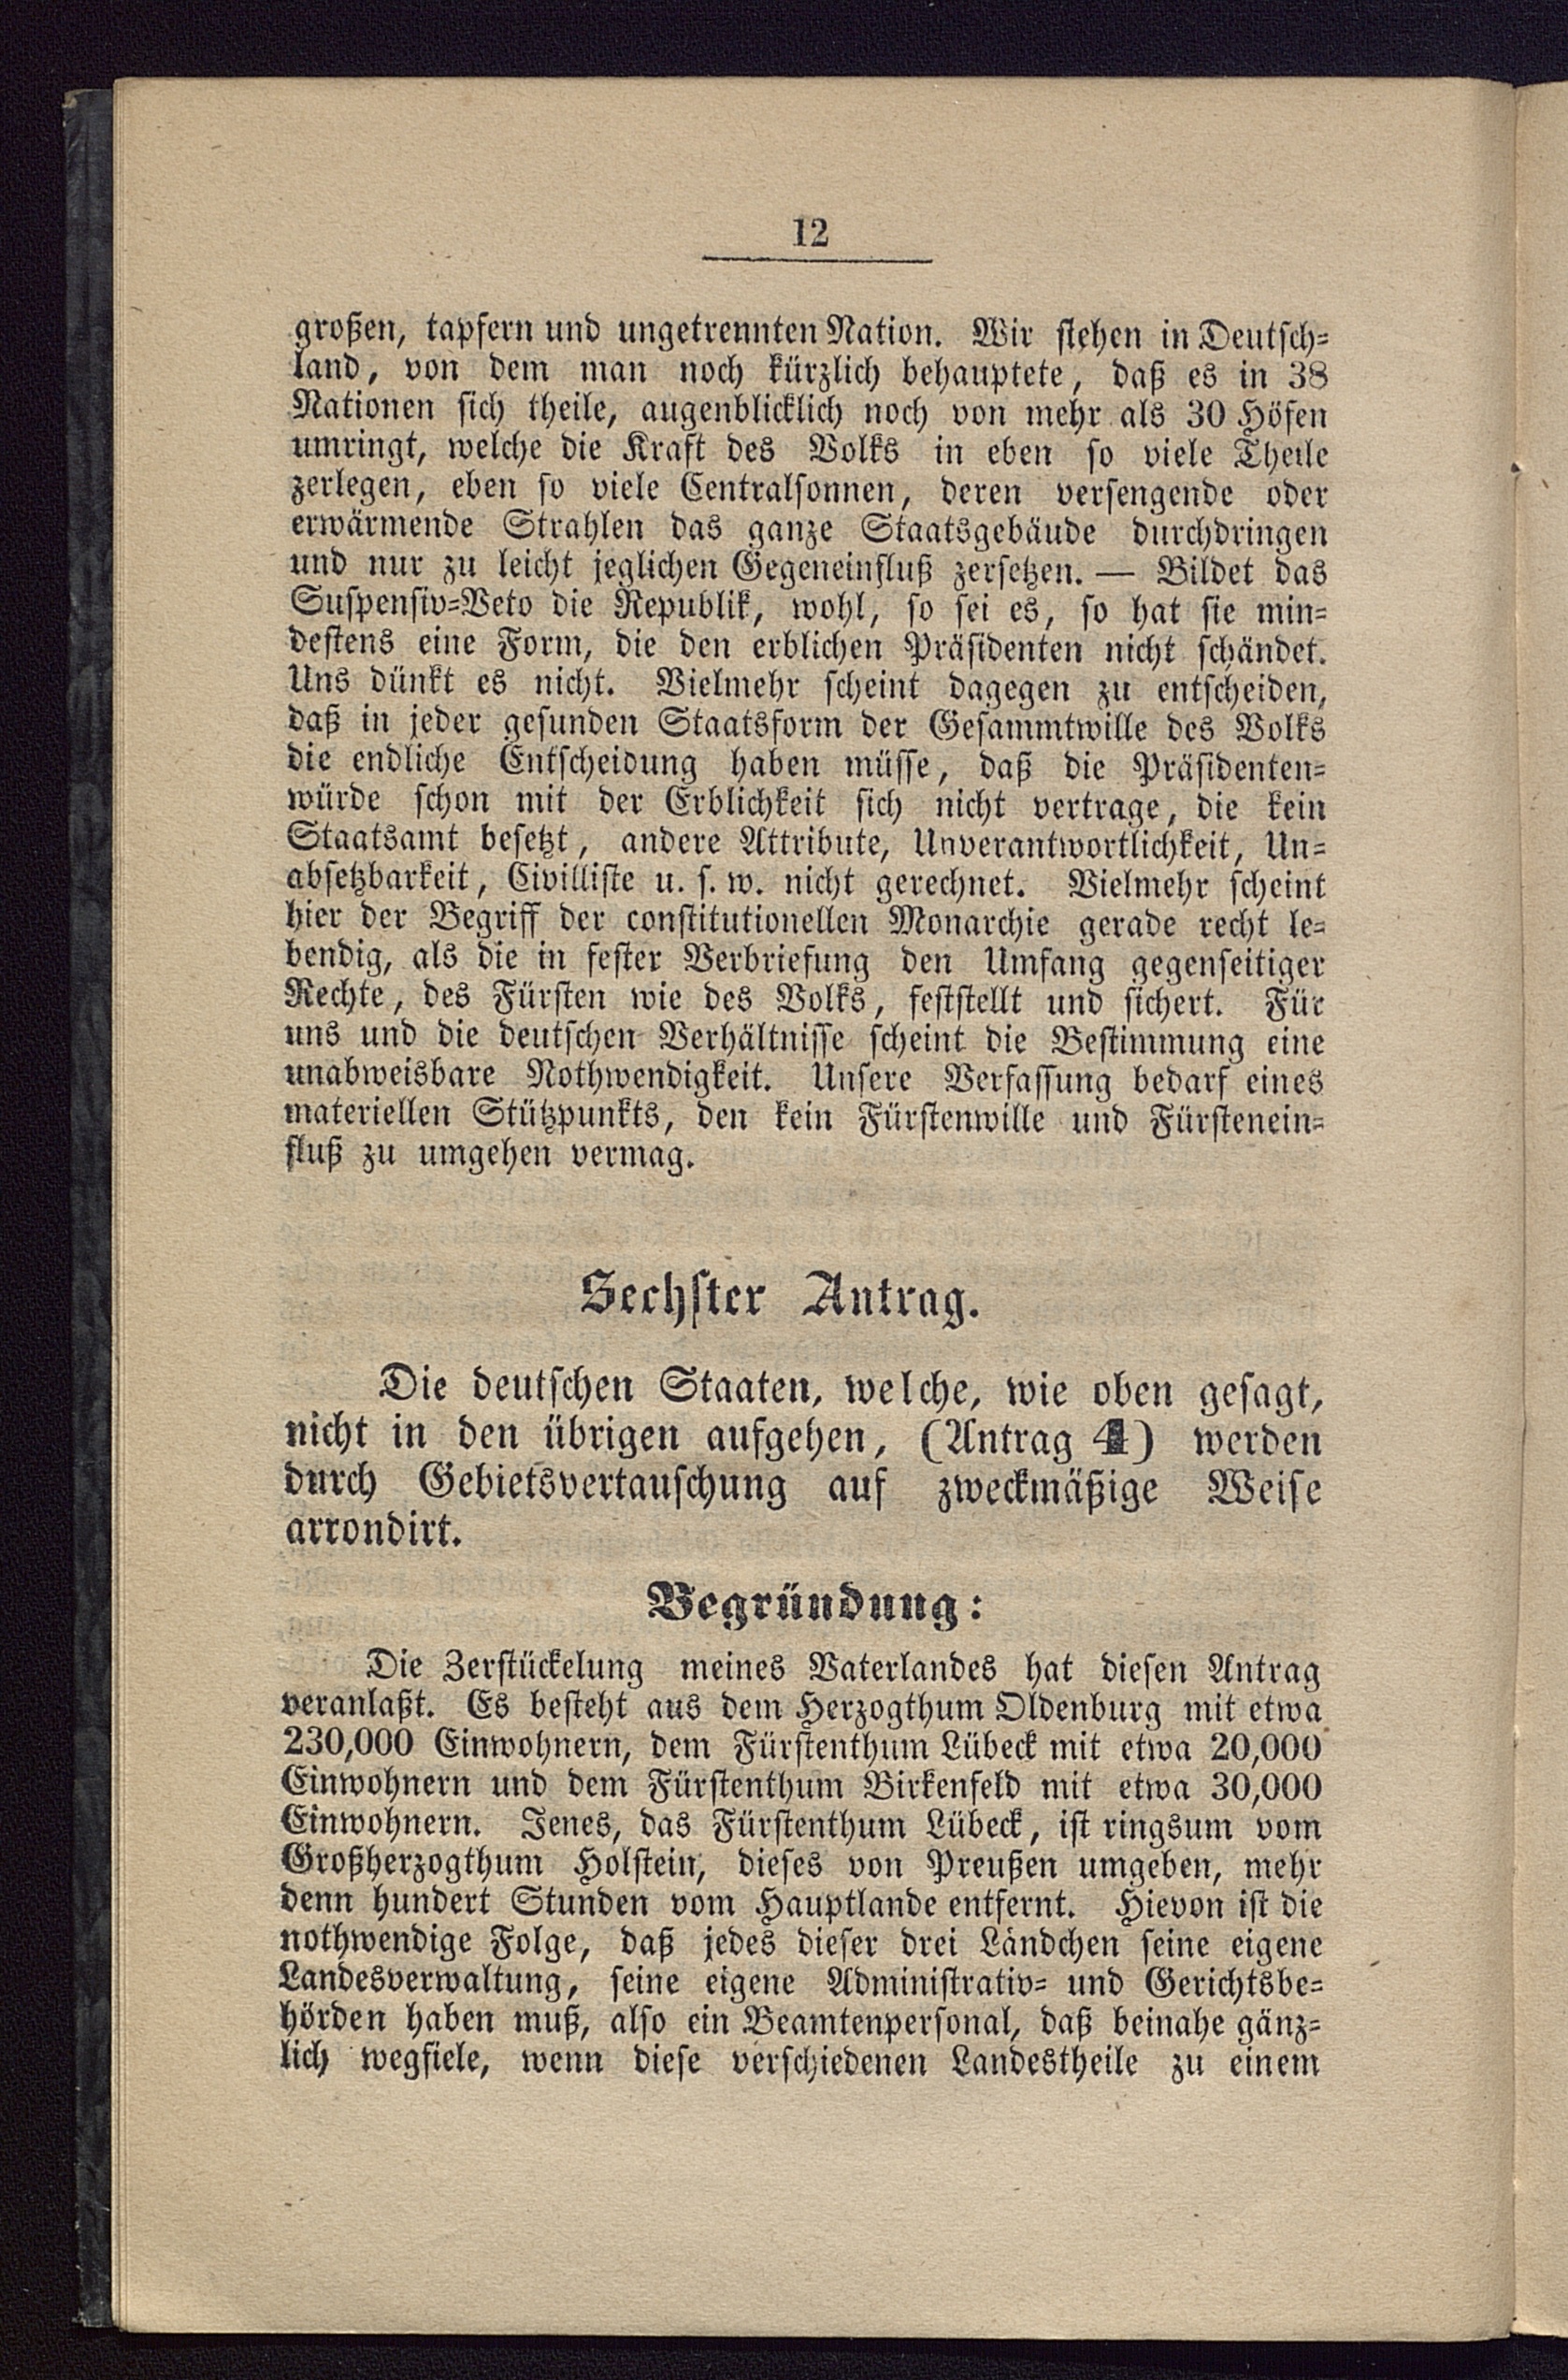 12
großen, tapfern und ungetrennten Nation. Wir stehen in Deutsch=
land, von dem man noch kürzlich behauptete, daß es in 38
Nationen sich theile, augenblicklich noch von mehr als 30 Höfen
umringt, welche die Kraft des Volks in eben so viele Theile
zerlegen, eben so viele Centralsonnen, deren versengende oder
erwärmende Strahlen das ganze Staatsgebäude durchdringen
und nur zu leicht jeglichen Gegeneinfluß zersetzen. — Bildet das
Suspensiv=Veto die Republik, wohl, so sei es, so hat sie min=
destens eine Form, die den erblichen Präsidenten nicht schändet.
Uns dünkt es nicht. Vielmehr scheint dagegen zu entscheiden,
daß in jeder gesunden Staatsform der Gesammtwille des Volks
die endliche Entscheidung haben müsse, daß die Präsidenten=
würde schon mit der Erblichkeit sich nicht vertrage, die kein
Staatsamt besetzt, andere Attribute, Unverantwortlichkeit, Un=
absetzbarkeit, Civilliste u. s. w. nicht gerechnet. Vielmehr scheint
hier der Begriff der constitutionellen Monarchie gerade recht le=
bendig, als die in fester Verbriefung den Umfang gegenseitiger
Rechte, des Fürsten wie des Volks, feststellt und sichert. Für
uns und die deutschen Verhältnisse scheint die Bestimmung eine
unabweisbare Nothwendigkeit. Unsere Verfassung bedarf eines
materiellen Stützpunkts, den kein Fürstenwille und Fürstenein=
fluß zu umgehen vermag.
Sechster Antrag.
Die deutschen Staaten, welche, wie oben gesagt,
nicht in den übrigen aufgehen, (Antrag 4) werden
durch Gebietsvertauschung auf zweckmäßige Weise
arrondirt.
Begründung:
Die Zerstückelung meines Vaterlandes hat diesen Antrag
veranlaßt. Es besteht aus dem Herzogthum Oldenburg mit etwa
230,000 Einwohnern, dem Fürstenthum Lübeck mit etwa 20,000
Einwohnern und dem Fürstenthum Birkenfeld mit etwa 30,000
Einwohnern. Jenes, das Fürstenthum Lübeck, ist ringsum vom
Großherzogthum Holstein, dieses von Preußen umgeben, mehr
denn hundert Stunden vom Hauptlande entfernt. Hievon ist die
nothwendige Folge, daß jedes dieser drei Ländchen seine eigene
Landesverwaltung, seine eigene Administrativ= und Gerichtsbe=
hörden haben muß, also ein Beamtenpersonal, daß beinahe gänz=
lich wegfiele, wenn diese verschiedenen Landestheile zu einem